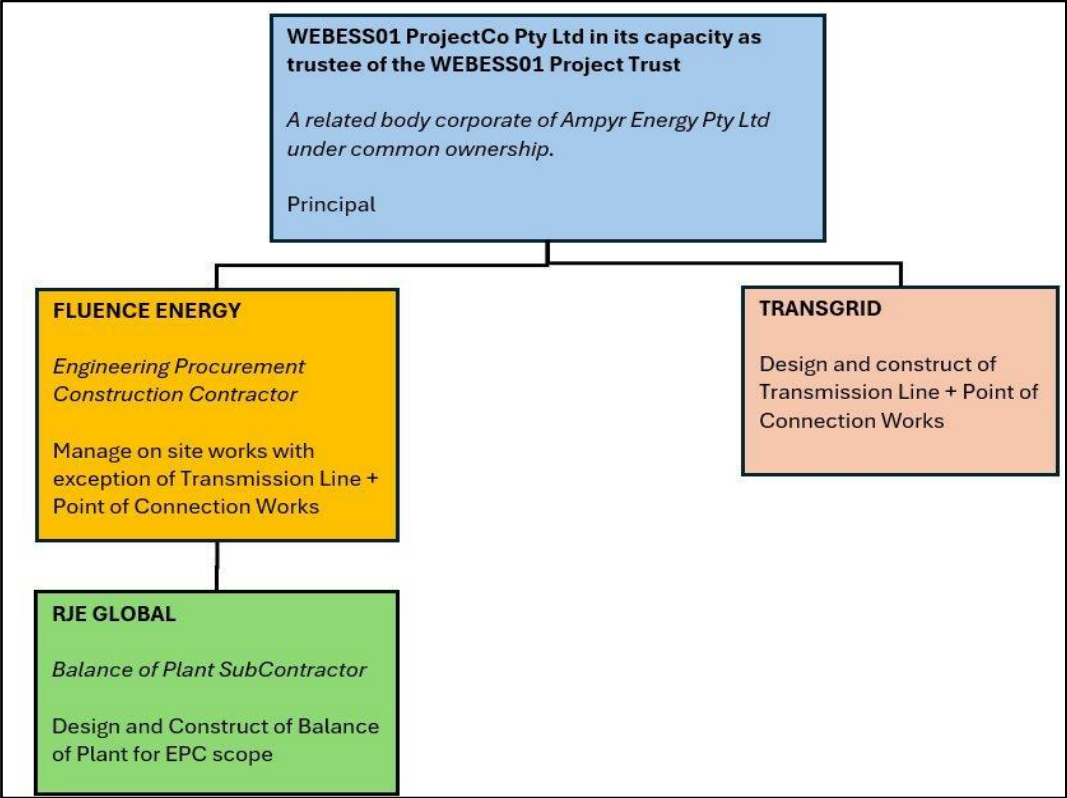 WEBESS01 ProjectCo Pty Ltd in its capacity as
trustee of the WEBESS01 Project Trust
A related body corporate of Ampyr Energy Pty Ltd
under common ownership.
Principal
FLUENCE ENERGY
Engineering Procurement
Construction Contractor
Manage on site works with
exception of Transmission Line +
Point of Connection Works
TRANSGRID
Design and construct of
Transmission Line + Point of
Connection Works
RJE GLOBAL
Balance of Plant SubContractor
Design and Construct of Balance
of Plant for EPC scope